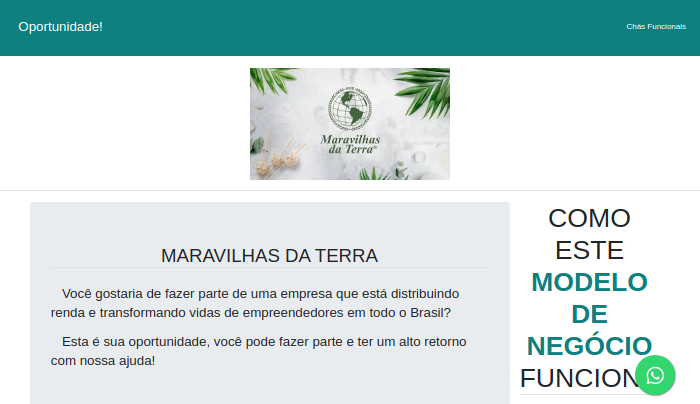 Oportunidade!
Chás Funcionais
Maravilhas
da Terra®
MARAVILHAS DA TERRA
Você gostaria de fazer parte de uma empresa que está distribuindo
renda e transformando vidas de empreendedores em todo o Brasil?
Esta é sua oportunidade, você pode fazer parte e ter um alto retorno
com nossa ajuda!
COMO
ESTE
MODELO
DE
NEGÓCIO
FUNCION